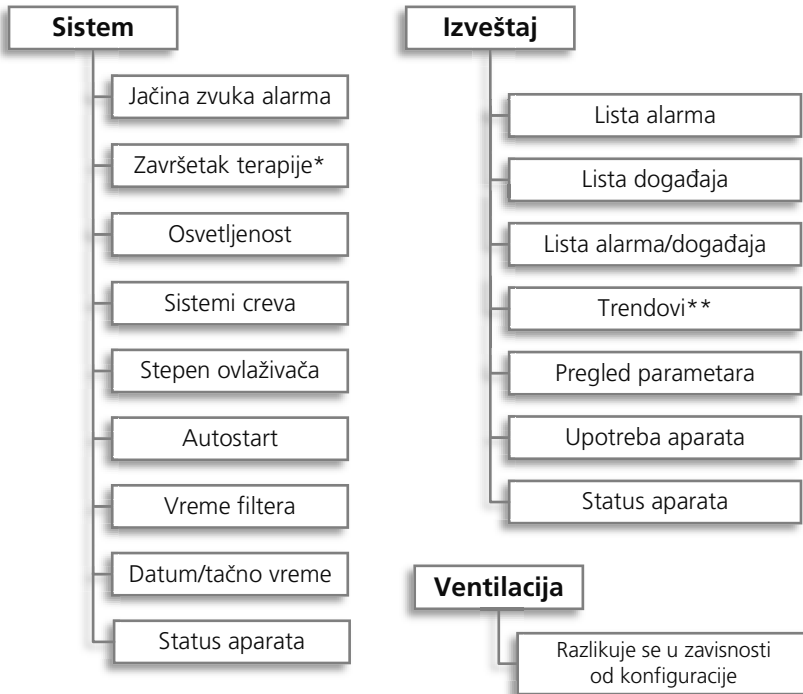 Sistem
Jačina zvuka alarma
Završetak terapije*
Osvetljenost
Sistemi creva
Stepen ovlaživača
Autostart
Vreme filtera
Datum/tačno vreme
Status aparata
Izveštaj
Lista alarma
Lista događaja
Lista alarma/događaja
Trendovi**
Pregled parametara
Upotreba aparata
Status aparata
Ventilacija
Razlikuje se u zavisnosti
od konfiguracije